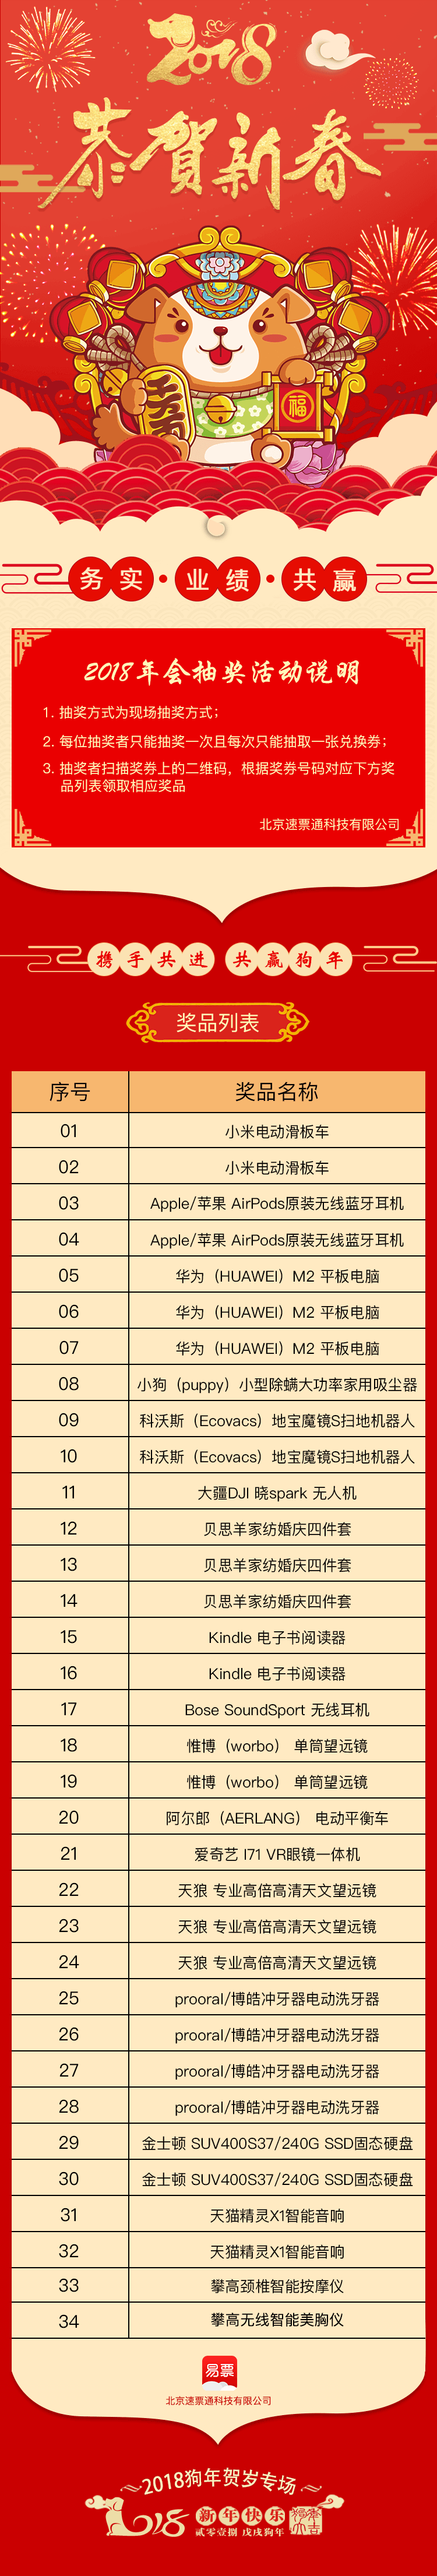 2018
恭贺新春
福
务实·业绩·共赢
2018年会抽奖活动说明
1. 抽奖方式为现场抽奖方式；
2. 每位抽奖者只能抽奖一次且每次只能抽取一张兑换券；
3. 抽奖者扫描奖券上的二维码，根据奖券号码对应下方奖
品列表领取相应奖品
北京速票通科技有限公司
携手共进 共赢狗年
奖品列表
序号 奖品名称
01 小米电动滑板车
02 小米电动滑板车
03 Apple/苹果 AirPods原装无线蓝牙耳机
04 Apple/苹果 AirPods原装无线蓝牙耳机
05 华为（HUAWEI）M2 平板电脑
06 华为（HUAWEI）M2 平板电脑
07 华为（HUAWEI）M2 平板电脑
08 小狗（puppy）小型除螨大功率家用吸尘器
09 科沃斯（Ecovacs）地宝魔镜S扫地机器人
10 科沃斯（Ecovacs）地宝魔镜S扫地机器人
11 大疆DJI 晓spark 无人机
12 贝思羊家纺婚庆四件套
13 贝思羊家纺婚庆四件套
14 贝思羊家纺婚庆四件套
15 Kindle 电子书阅读器
16 Kindle 电子书阅读器
17 Bose SoundSport 无线耳机
18 惟博（worbo） 单筒望远镜
19 惟博（worbo） 单筒望远镜
20 阿尔郎（AERLANG） 电动平衡车
21 爱奇艺 I71 VR眼镜一体机
22 天狼 专业高倍高清天文望远镜
23 天狼 专业高倍高清天文望远镜
24 天狼 专业高倍高清天文望远镜
25 prooral/博皓冲牙器电动洗牙器
26 prooral/博皓冲牙器电动洗牙器
27 prooral/博皓冲牙器电动洗牙器
28 prooral/博皓冲牙器电动洗牙器
29 金士顿 SUV400S37/240G SSD固态硬盘
30 金士顿 SUV400S37/240G SSD固态硬盘
31 天猫精灵X1智能音响
32 天猫精灵X1智能音响
33 攀高颈椎智能按摩仪
34 攀高无线智能美胸仪
易票
北京速票通科技有限公司
2018狗年贺岁专场
2018 新年快乐
贰零壹捌 戊戌狗年